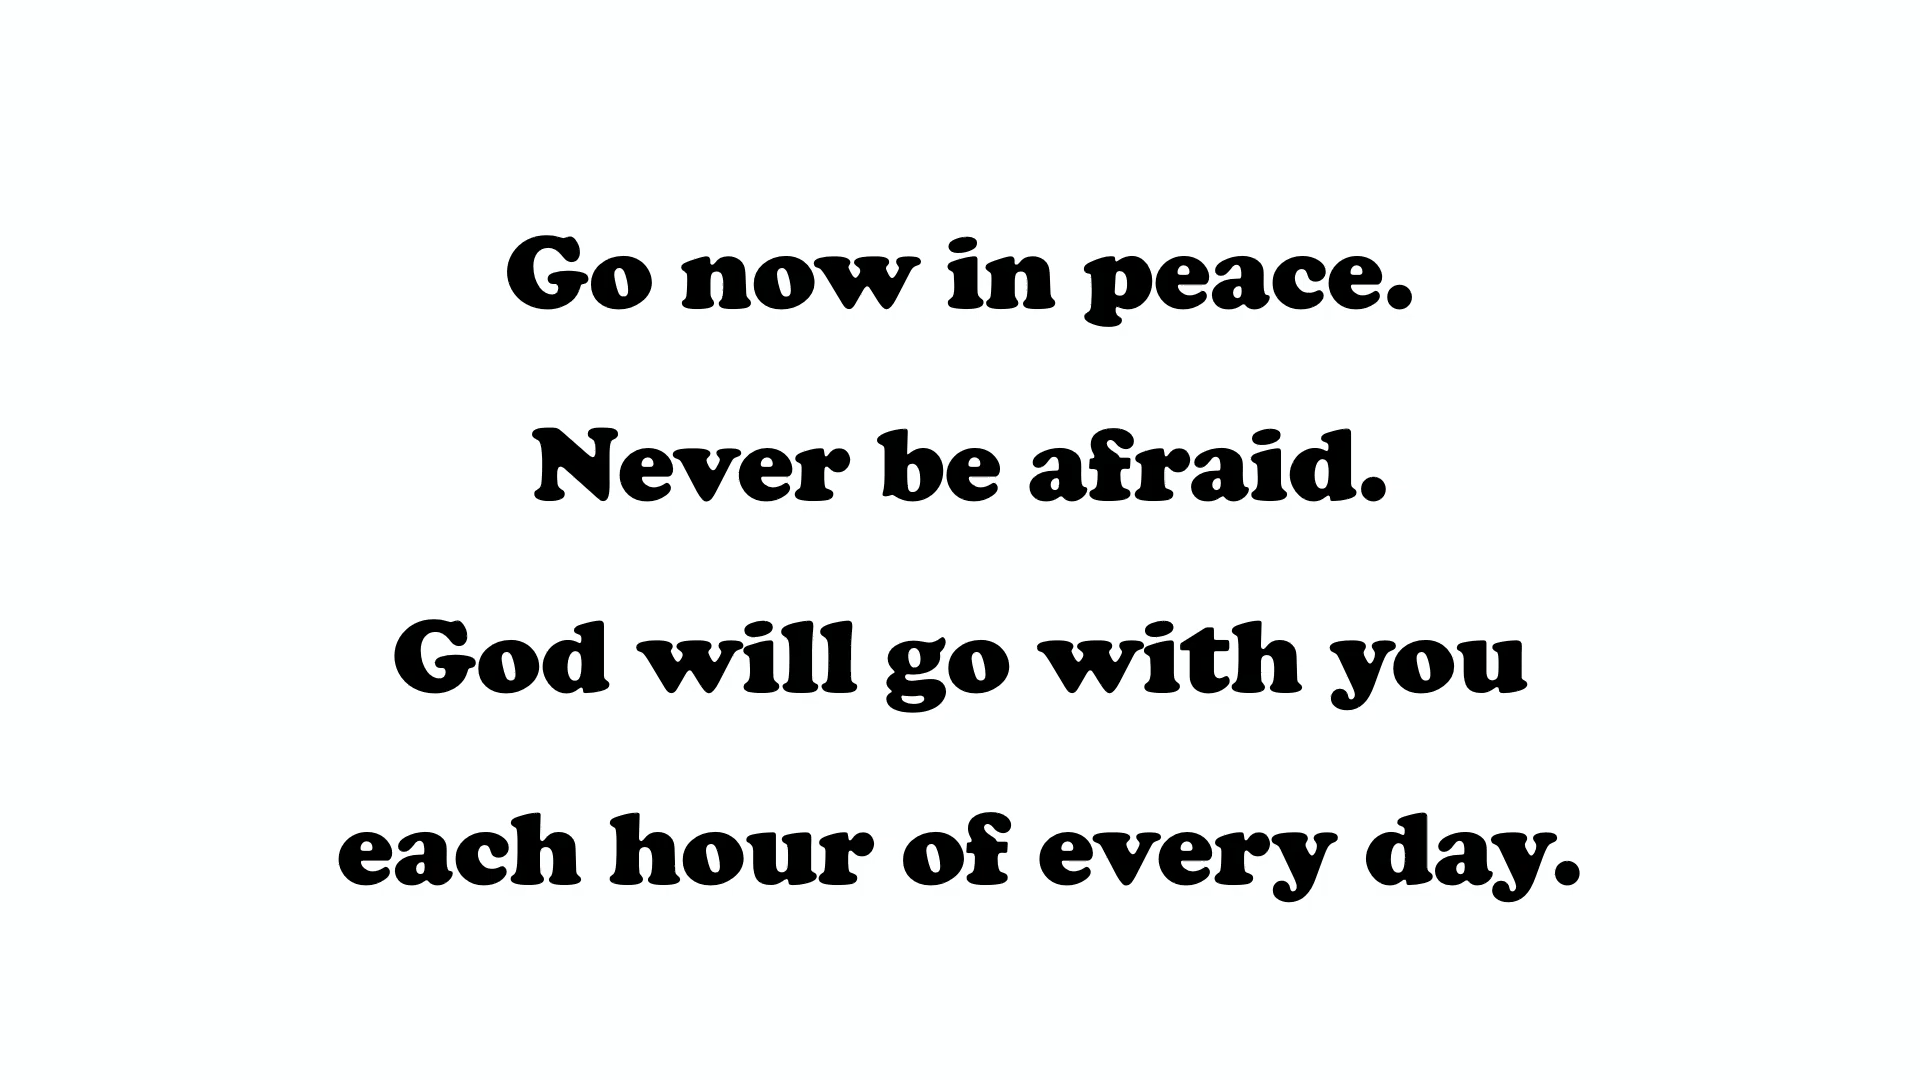 Go now in peace.
Never be afraid.
God will go with you
each hour of every day.